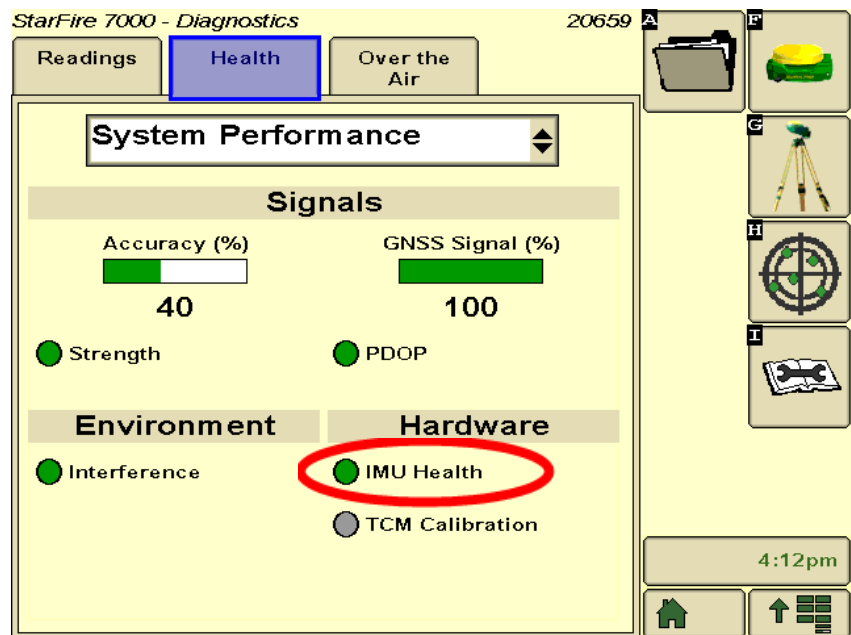 StarFire 7000 - Diagnostics 20659
Readings
Health
Over the
Air
A
F
G
H
I
System Performance
Signals
Accuracy (%)
40
Strength
GNSS Signal (%)
100
PDOP
Environment
Interference
Hardware
IMU Health
TCM Calibration
4:12pm